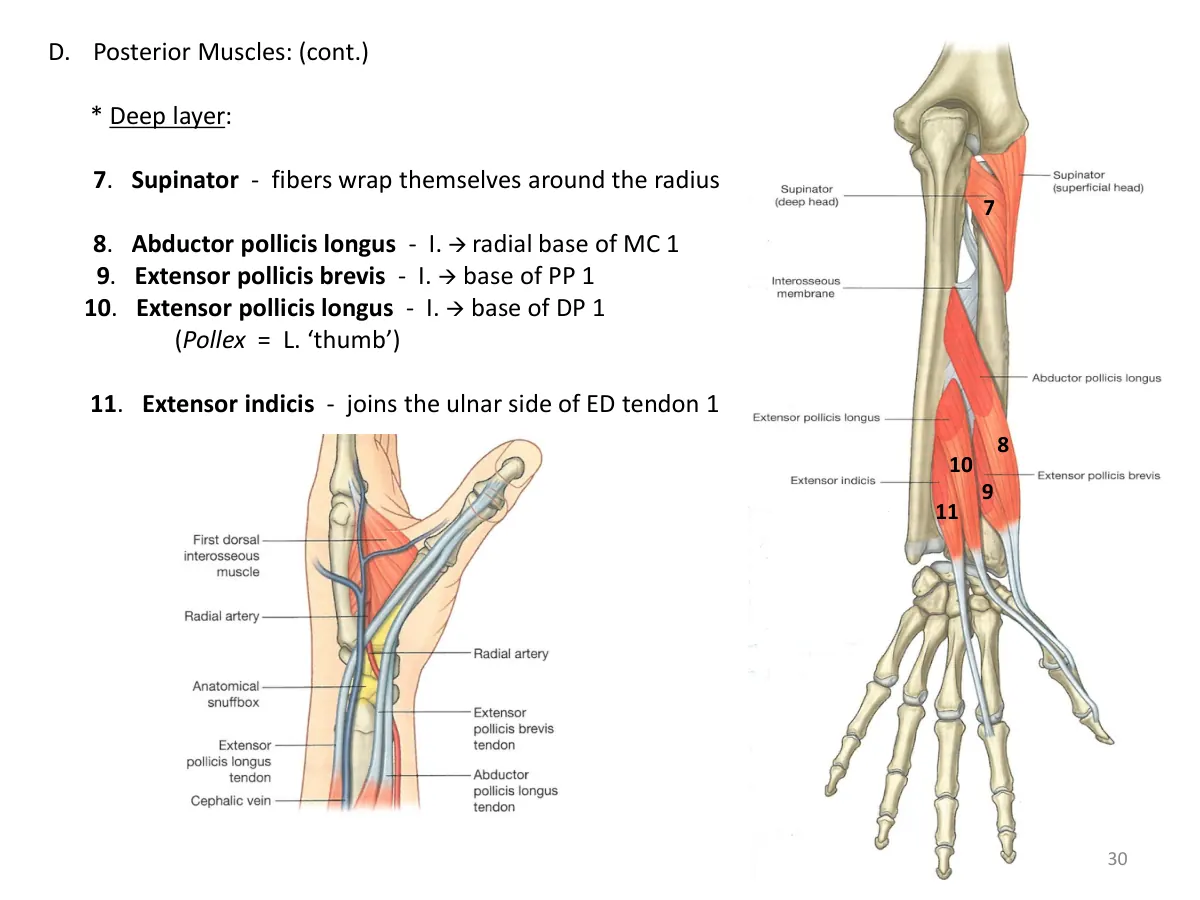 D. Posterior Muscles: (cont.)
* Deep layer:
7. Supinator - fibers wrap themselves around the radius
8. Abductor pollicis longus - I. → radial base of MC 1
9. Extensor pollicis brevis - I. → base of PP 1
10. Extensor pollicis longus - I. → base of DP 1
(Pollex = L. ‘thumb’)
11. Extensor indicis - joins the ulnar side of ED tendon 1
First dorsal
interosseous
muscle
Radial artery
Anatomical
snuffbox
Extensor
pollicis longus
tendon
Cephalic vein
Radial artery
Extensor
pollicis brevis
tendon
Abductor
pollicis longus
tendon
Supinator
(deep head)
Supinator
(superficial head)
7
Interosseous
membrane
Abductor pollicis longus
Extensor pollicis longus
8
10
Extensor indicis
Extensor pollicis brevis
9
11
30